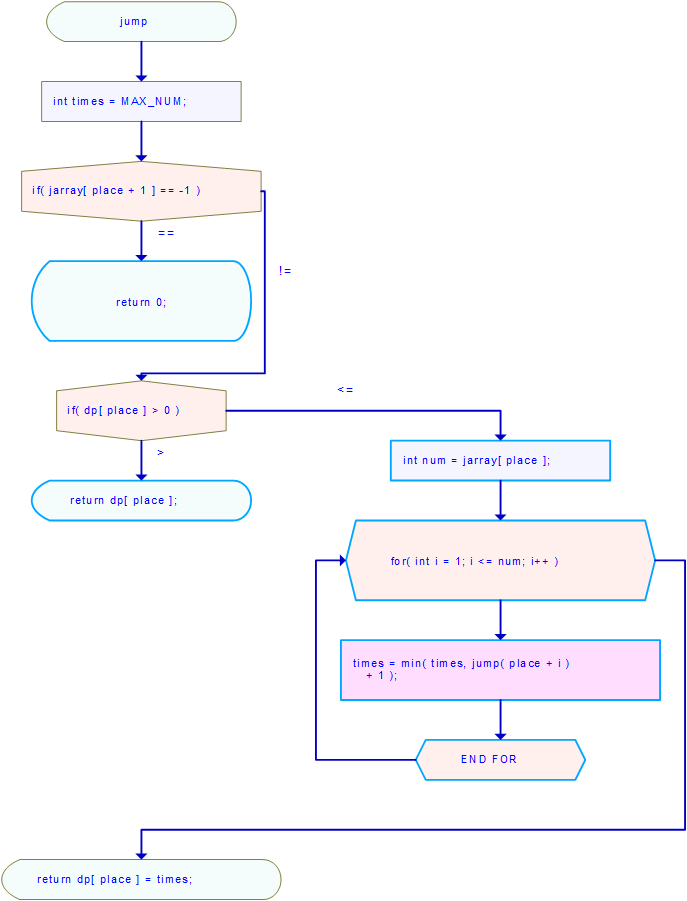 jump
int times = MAX_NUM;
if( jarray[ place + 1 ] == -1 )
==
!=
return 0;
<=
if( dp[ place ] > 0 )
>
int num = jarray[ place ];
return dp[ place ];
for( int i = 1; i <= num; i++ )
times = min( times, jump( place + i )
+ 1 );
END FOR
return dp[ place ] = times;